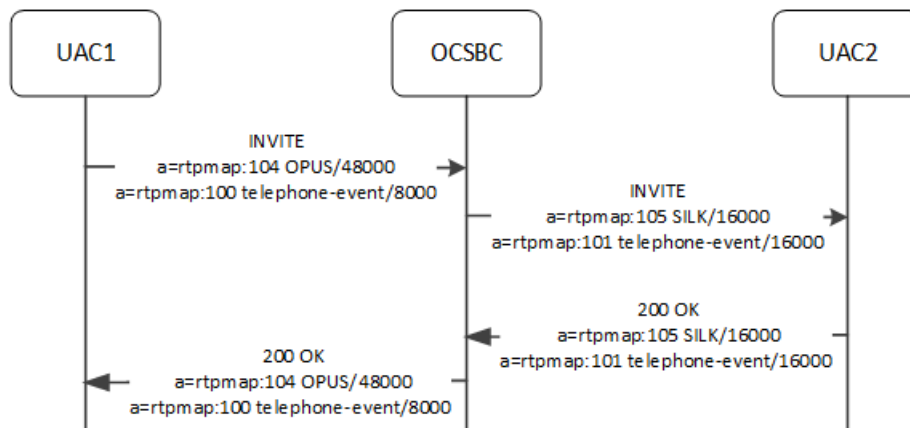 UAC1
OCSBC
UAC2
INVITE
a=rtpmap:104 OPUS/48000
a=rtpmap:100 telephone-event/8000
INVITE
a=rtpmap:105 SILK/16000
a=rtpmap:101 telephone-event/16000
200 OK
a=rtpmap:105 SILK/16000
a=rtpmap:101 telephone-event/16000
200 OK
a=rtpmap:104 OPUS/48000
a=rtpmap:100 telephone-event/8000